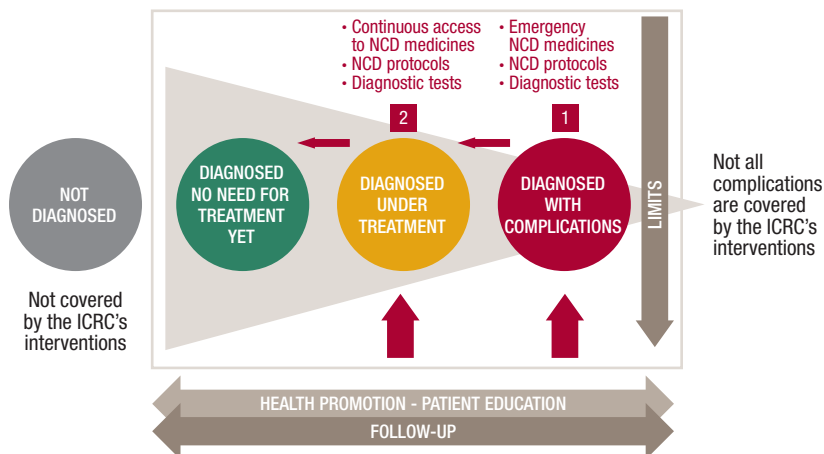 • Continuous access
to NCD medicines
• NCD protocols
• Diagnostic tests
• Emergency
NCD medicines
• NCD protocols
• Diagnostic tests
2
1
NOT
DIAGNOSED
DIAGNOSED
NO NEED FOR
TREATMENT
YET
DIAGNOSED
UNDER
TREATMENT
DIAGNOSED
WITH
COMPLICATIONS
LIMITS
Not all
complications
are covered
by the ICRC’s
interventions
Not covered
by the ICRC’s
interventions
HEALTH PROMOTION - PATIENT EDUCATION
FOLLOW-UP